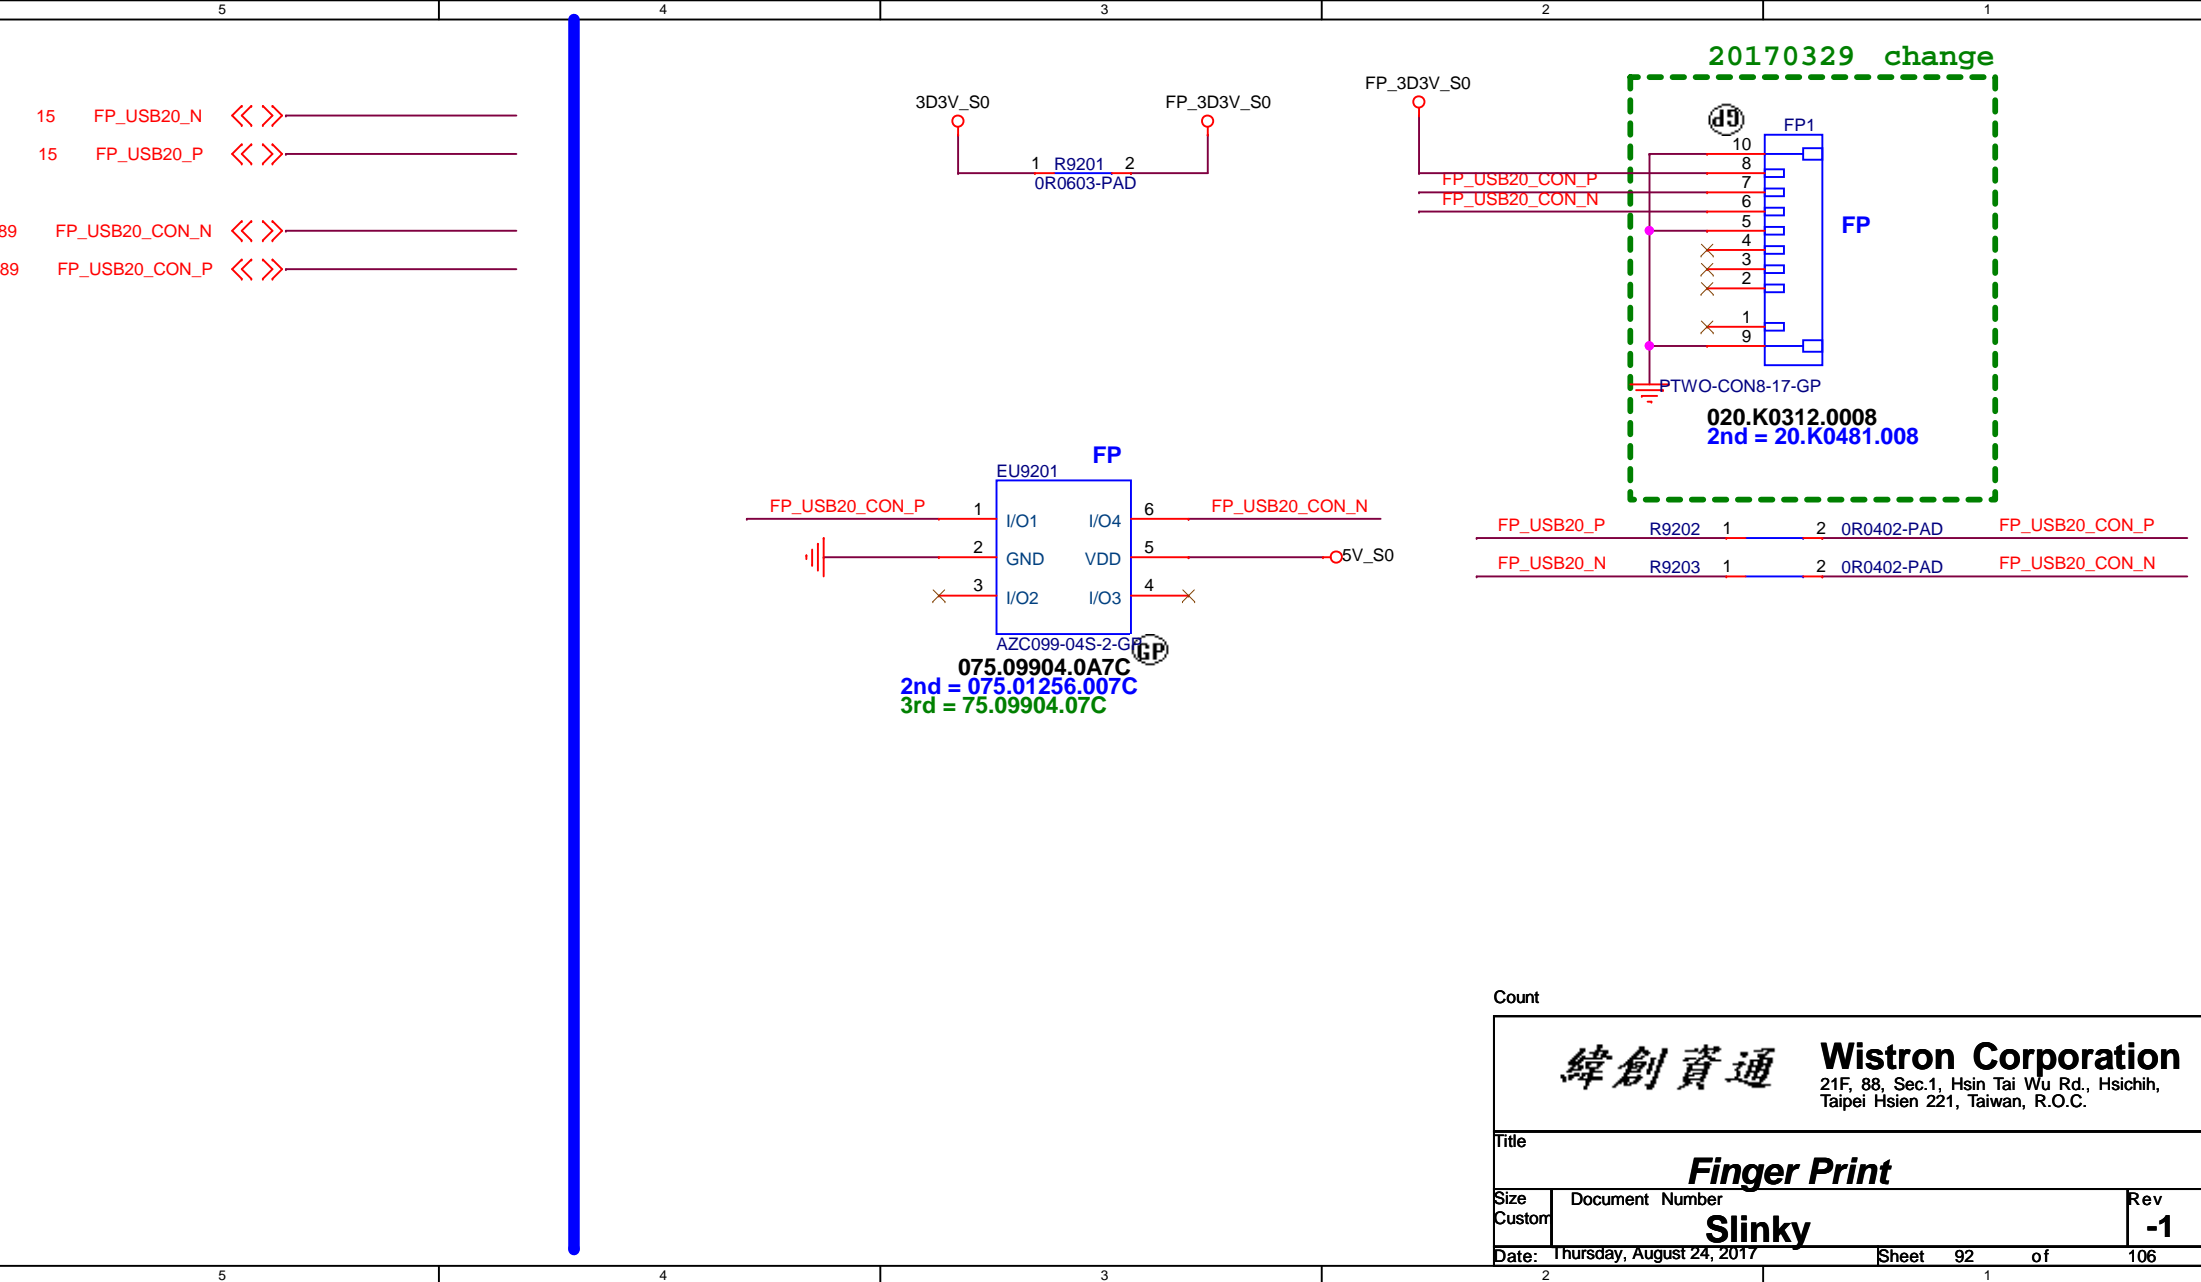 5 4 3 2 1
20170329 change
15 FP_USB20_N
15 FP_USB20_P
89 FP_USB20_CON_N
89 FP_USB20_CON_P
3D3V_S0
FP_3D3V_S0
1 R9201 2
0R0603-PAD
FP_3D3V_S0
FP_USB20_CON_P
FP_USB20_CON_N
GP
FP1
10
8
7
6
5
4
3
2
1
9
FP
PTWO-CON8-17-GP
020.K0312.0008
2nd = 20.K0481.008
FP
EU9201
FP_USB20_CON_P 1 I/O1 I/O4 6 FP_USB20_CON_N
2 GND VDD 5 5V_S0
3 I/O2 I/O3 4
AZC099-04S-2-GP
GP
075.09904.0A7C
2nd = 075.01256.007C
3rd = 75.09904.07C
FP_USB20_P R9202 1 2 0R0402-PAD FP_USB20_CON_P
FP_USB20_N R9203 1 2 0R0402-PAD FP_USB20_CON_N
Count
緯創資通
Wistron Corporation
21F, 88, Sec.1, Hsin Tai Wu Rd., Hsichih,
Taipei Hsien 221, Taiwan, R.O.C.
Title
Finger Print
Size Document Number Rev
Custom Slinky -1
Date: Thursday, August 24, 2017 Sheet 92 of 106
5 4 3 2 1